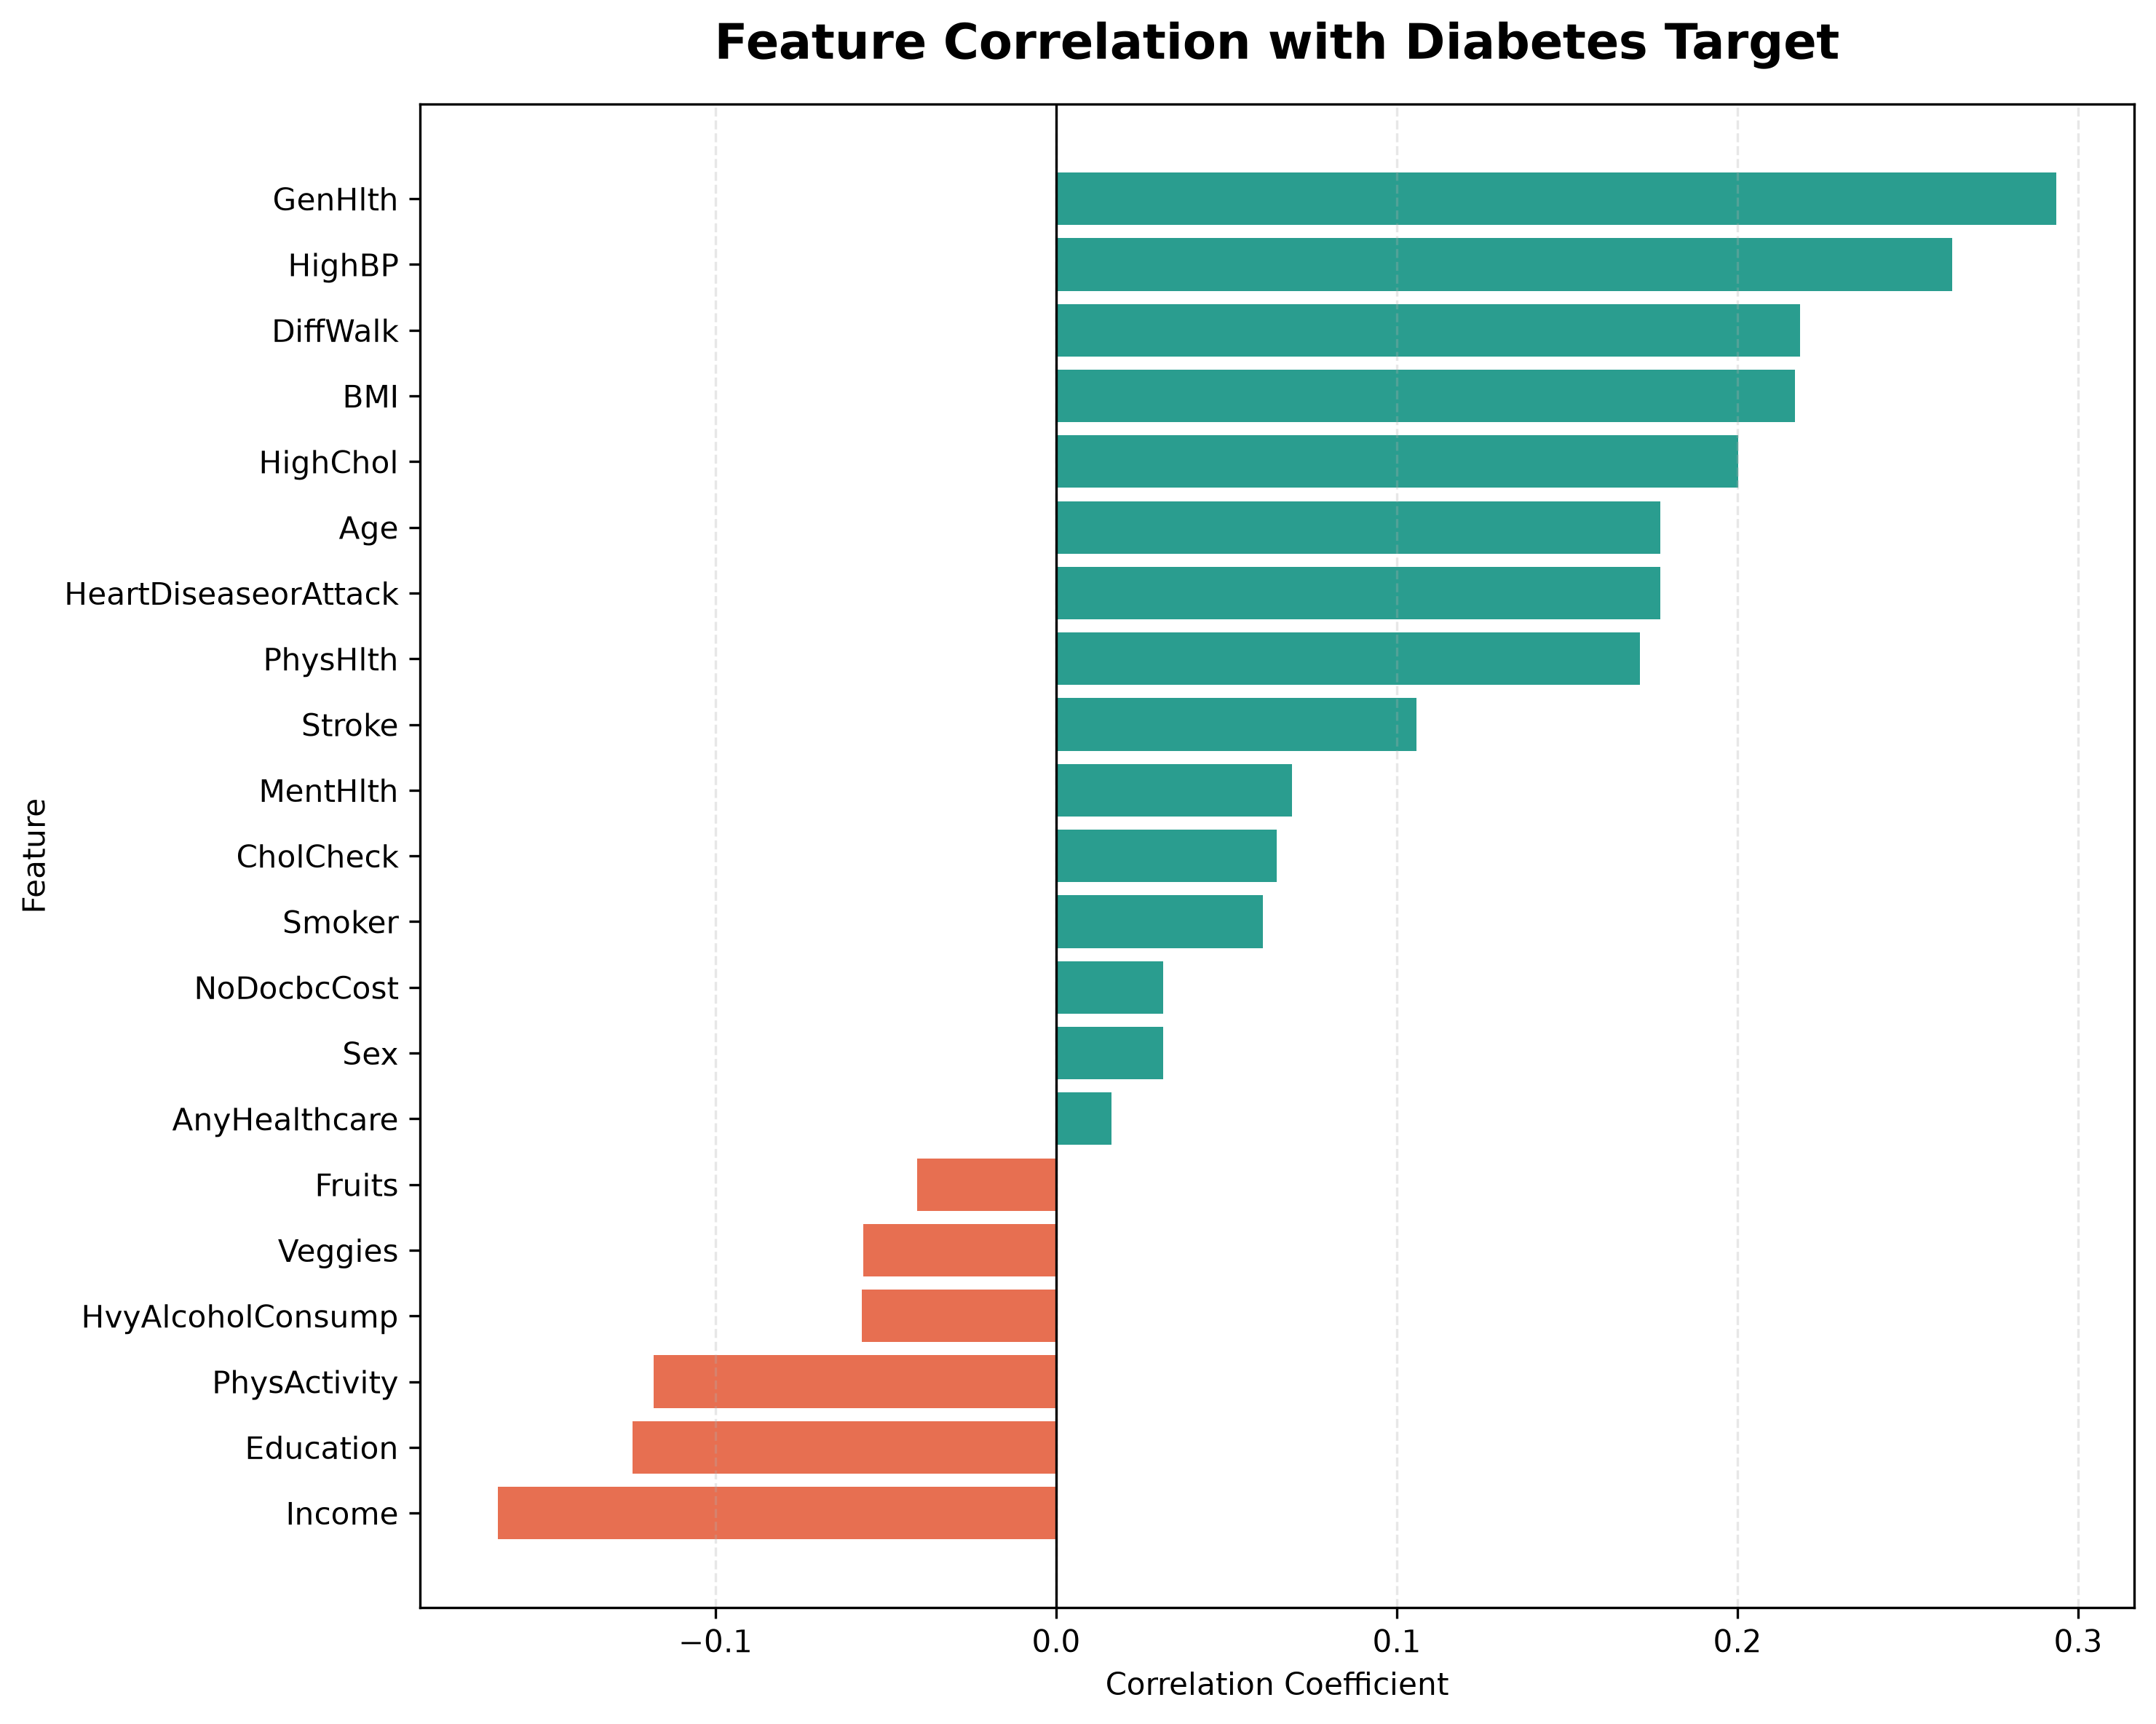 Feature Correlation with Diabetes Target
GenHlth
HighBP
DiffWalk
BMI
HighChol
Age
HeartDiseaseorAttack
PhysHlth
Stroke
MentHlth
CholCheck
Smoker
NoDocbcCost
Sex
AnyHealthcare
Fruits
Veggies
HvyAlcoholConsump
PhysActivity
Education
Income
Feature
−0.1 0.0 0.1 0.2 0.3
Correlation Coefficient